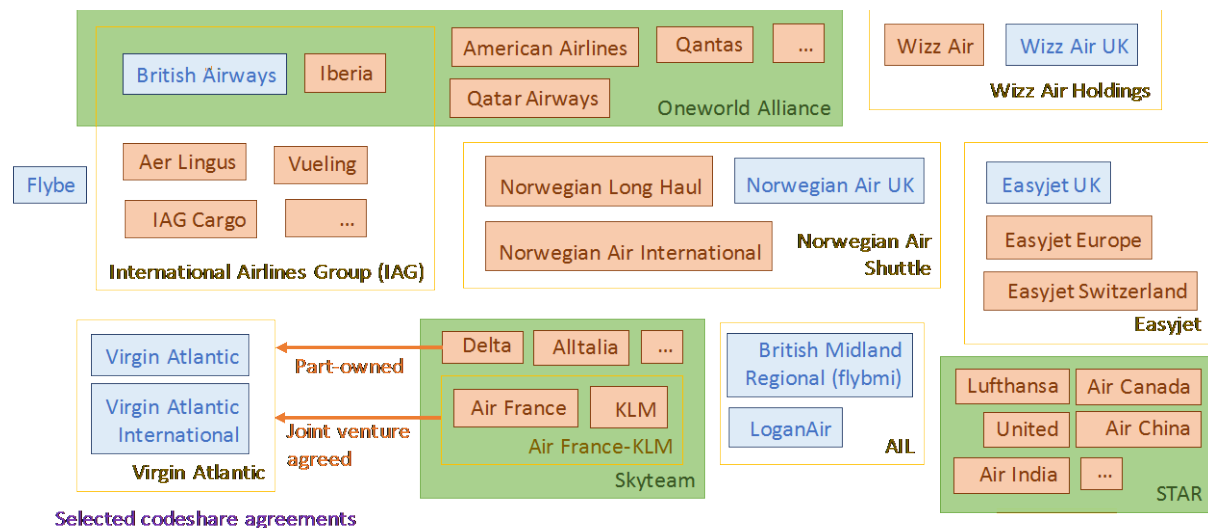 American Airlines
Qantas
...
Wizz Air
Wizz Air UK
British Airways
Iberia
Qatar Airways
Oneworld Alliance
Wizz Air Holdings
Aer Lingus
Vueling
Flybe
IAG Cargo
...
International Airlines Group (IAG)
Norwegian Long Haul
Norwegian Air UK
Norwegian Air International
Norwegian Air
Shuttle
Easyjet UK
Easyjet Europe
Easyjet Switzerland
Easyjet
Virgin Atlantic
Virgin Atlantic
International
Virgin Atlantic
Part-owned
Joint venture
agreed
Delta
AlItalia
...
Air France
KLM
Air France-KLM
Skyteam
British Midland
Regional (flybmi)
LoganAir
AIL
Lufthansa
Air Canada
United
Air China
Air India
...
STAR
Selected codeshare agreements